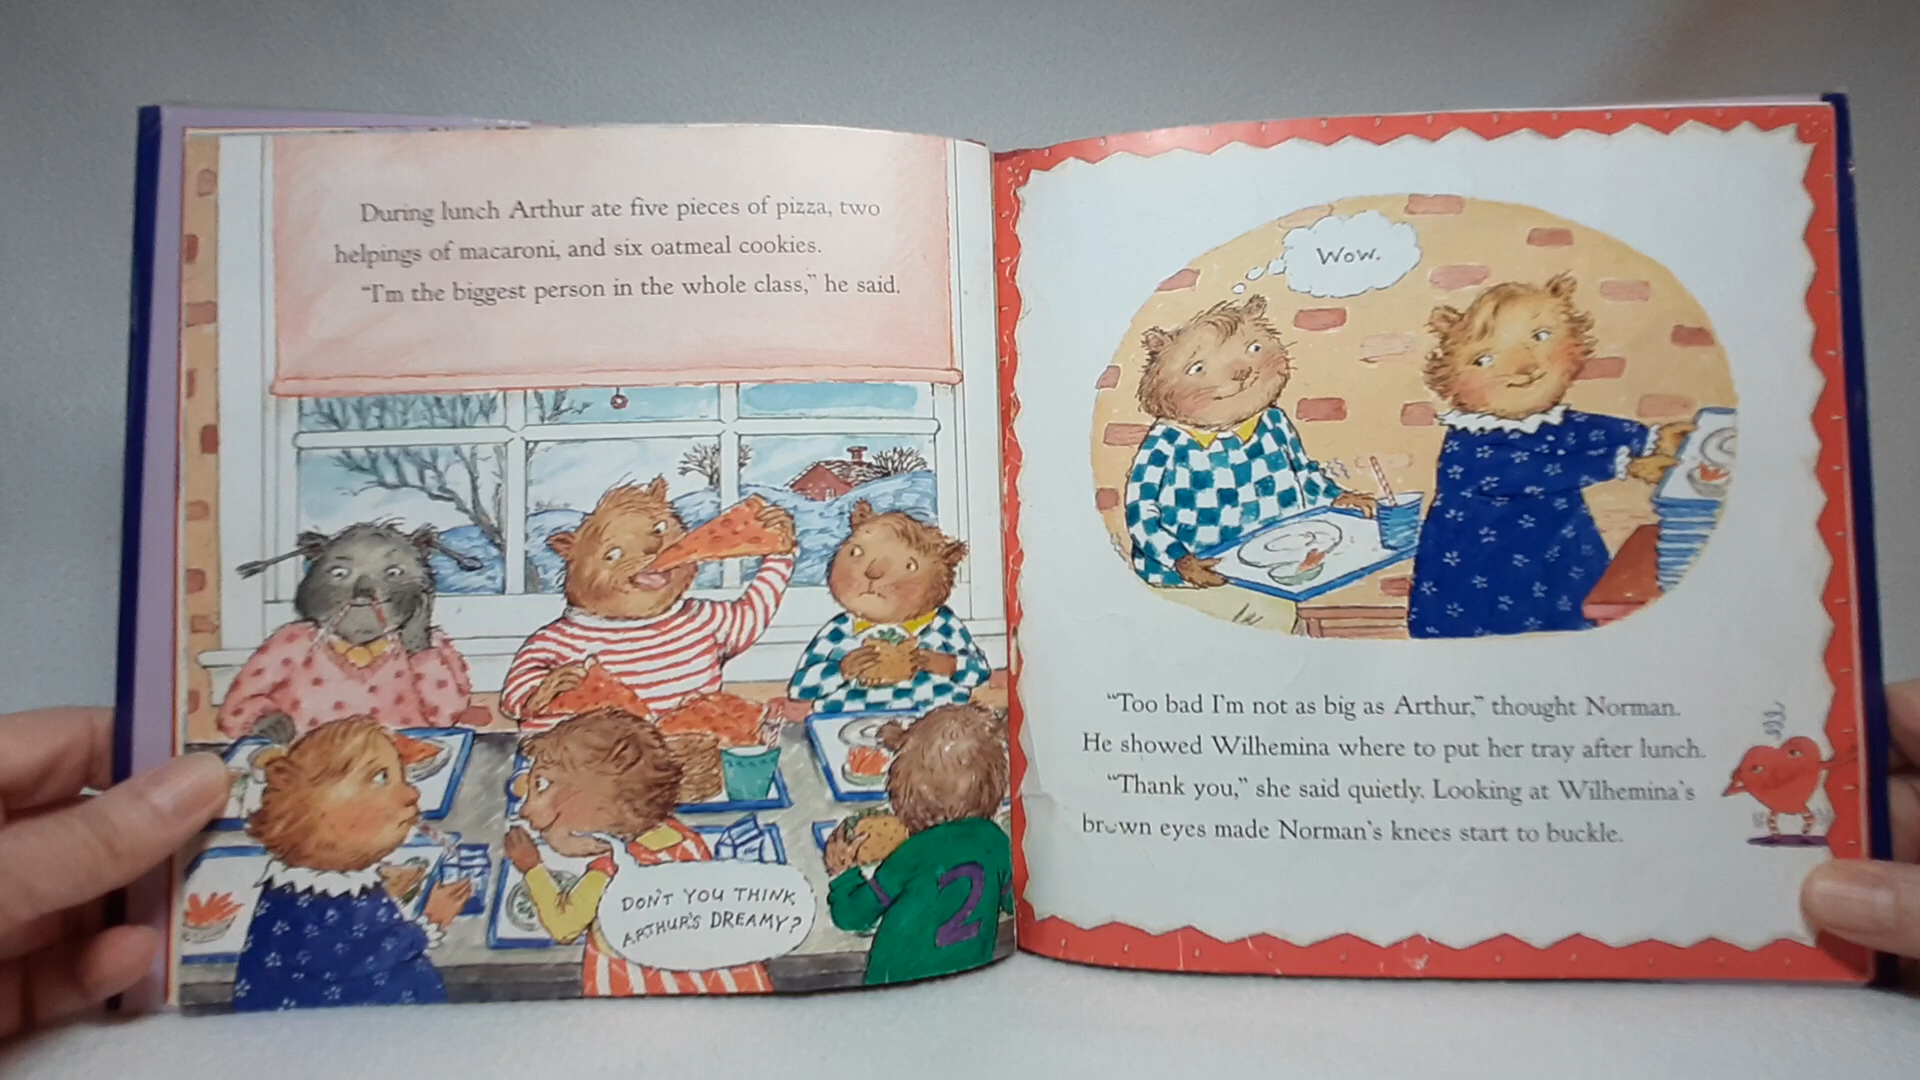 During lunch Arthur ate five pieces of pizza, two
helpings of macaroni, and six oatmeal cookies.
“I'm the biggest person in the whole class,” he said.
DON'T YOU THINK
ARTHUR'S DREAMY?
2
Wow.
“Too bad I'm not as big as Arthur,” thought Norman.
He showed Wilhemina where to put her tray after lunch.
“Thank you,” she said quietly. Looking at Wilhemina's
brown eyes made Norman's knees start to buckle.